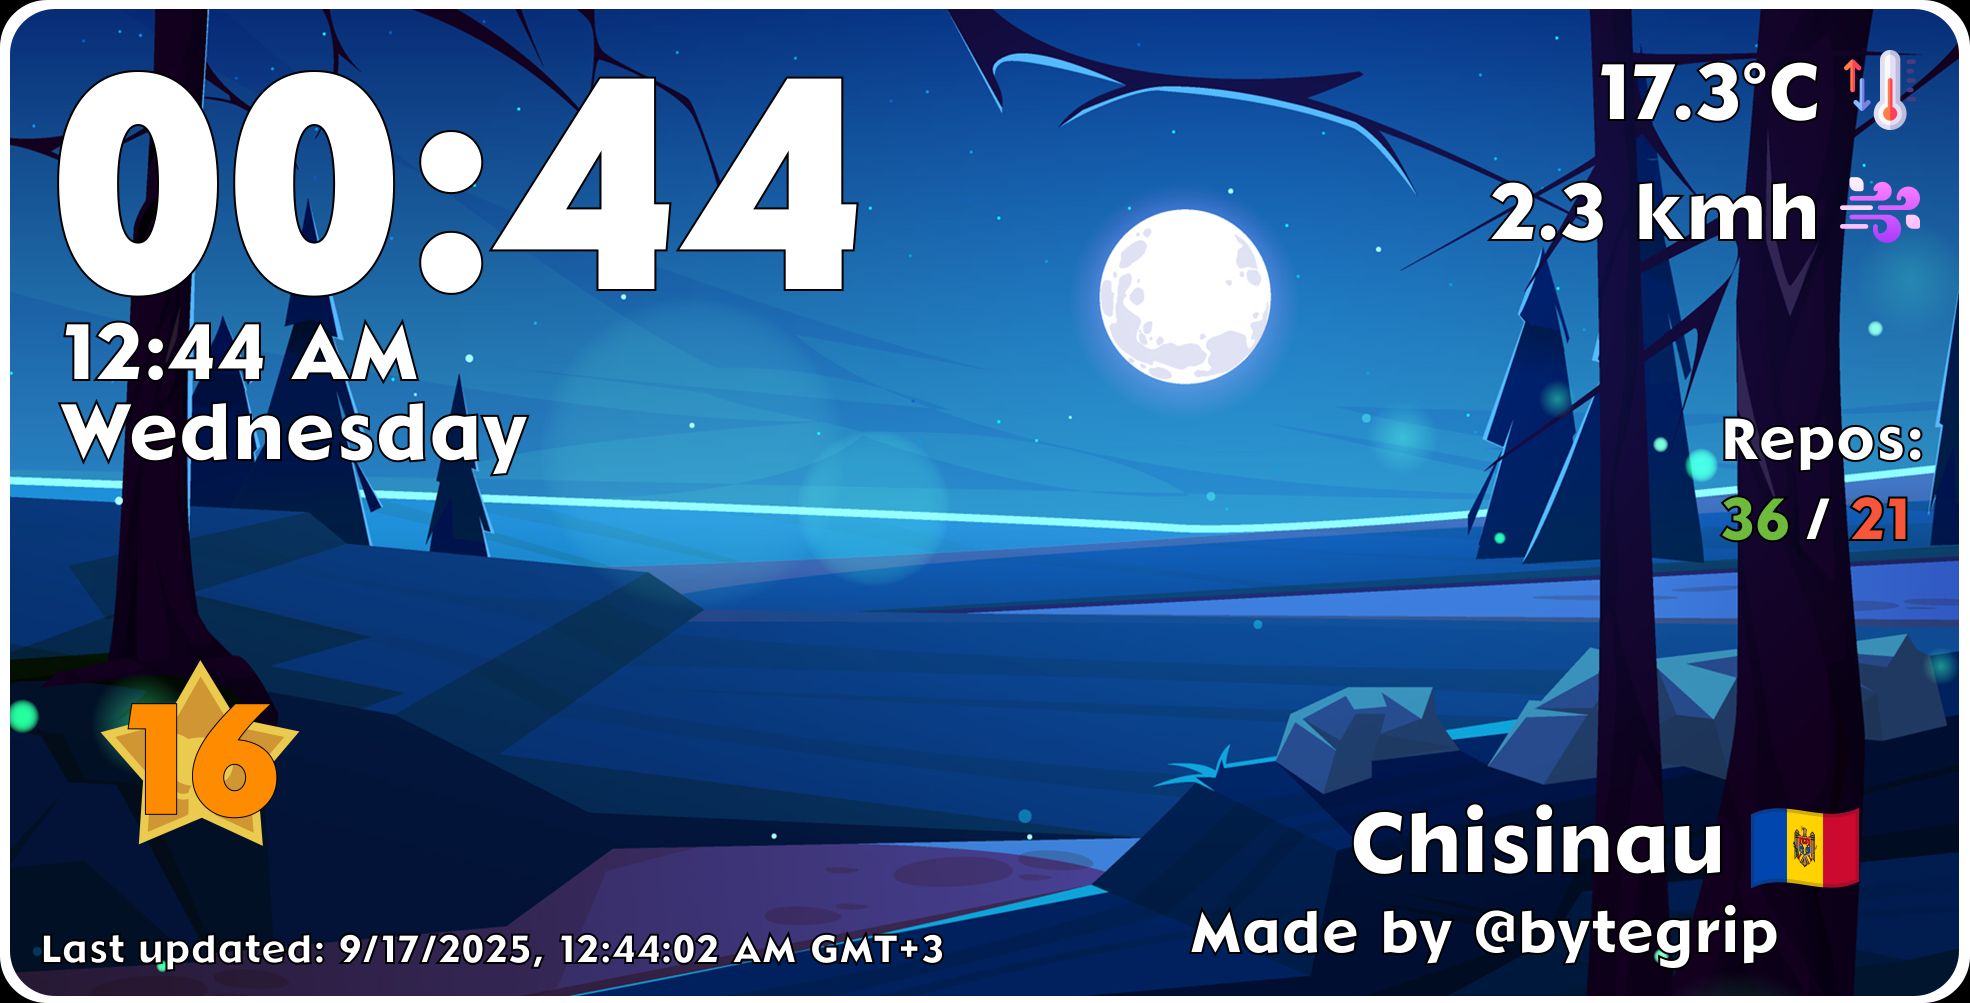 00:44
12:44 AM
Wednesday
17.3°C
2.3 kmh
Repos:
36 / 21
16
Chisinau
Made by @bytegrip
Last updated: 9/17/2025, 12:44:02 AM GMT+3